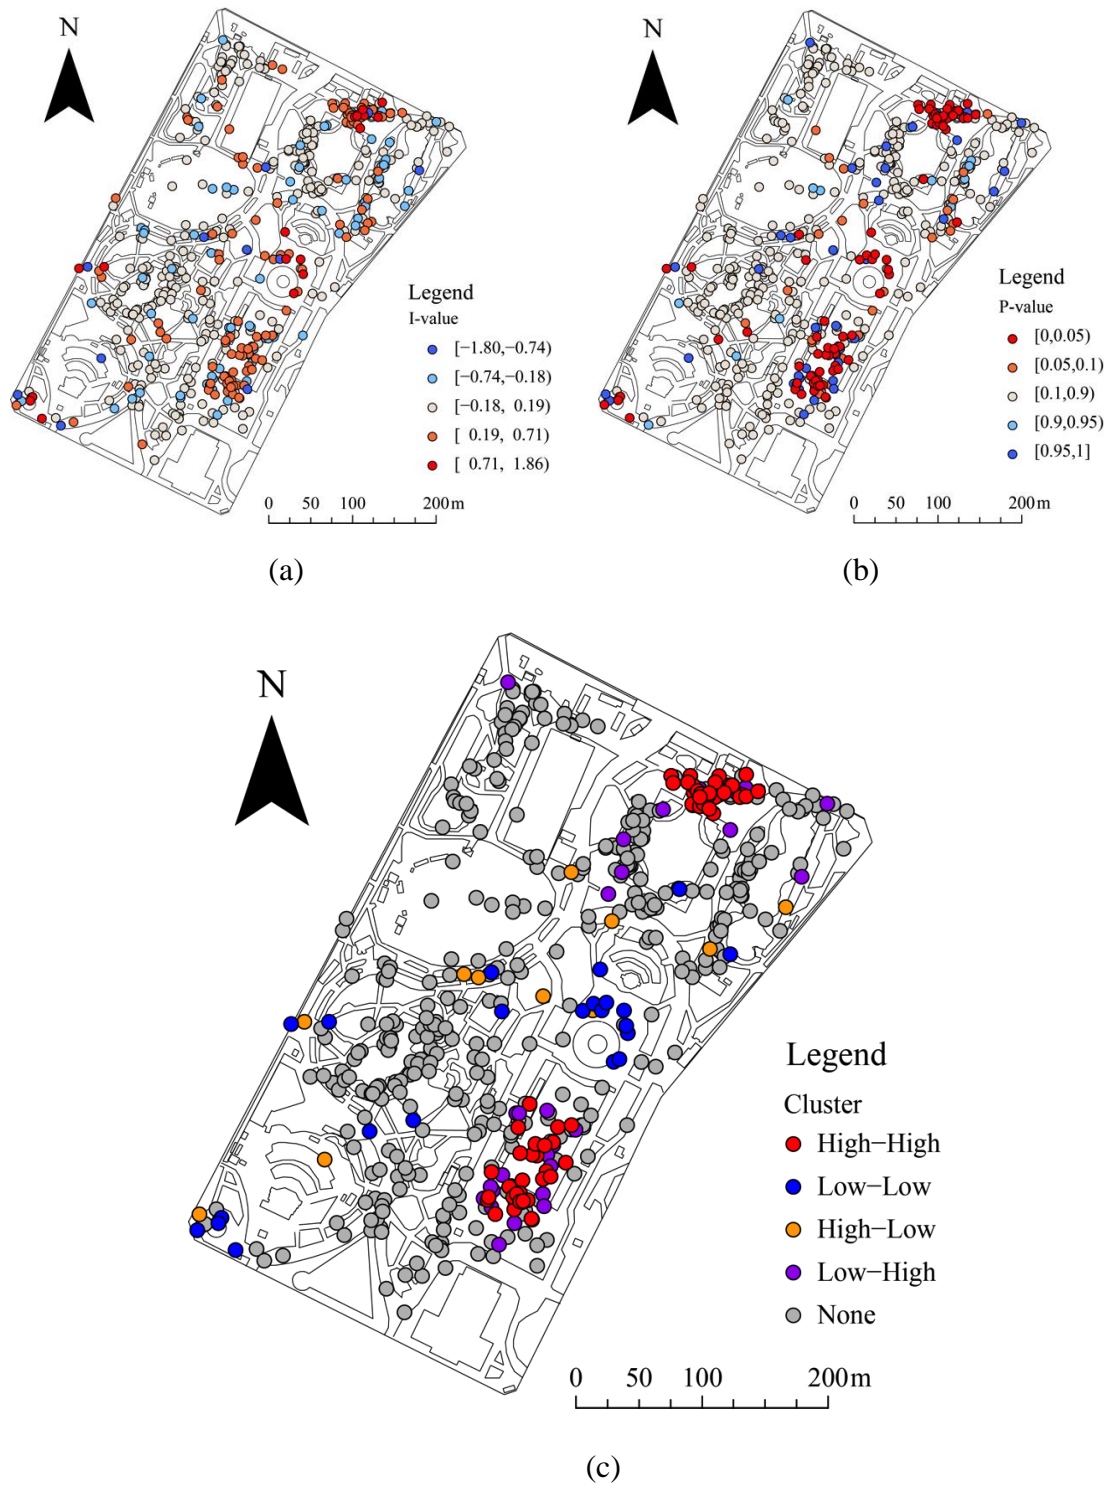 N
Legend
I-value
[−1.80,−0.74)
[−0.74,−0.18)
[−0.18, 0.19)
[ 0.19, 0.71)
[ 0.71, 1.86)
0 50 100 200m
(a)
N
Legend
P-value
[0,0.05)
[0.05,0.1)
[0.1,0.9)
[0.9,0.95)
[0.95,1]
0 50 100 200m
(b)
N
Legend
Cluster
High−High
Low−Low
High−Low
Low−High
None
0 50 100 200m
(c)